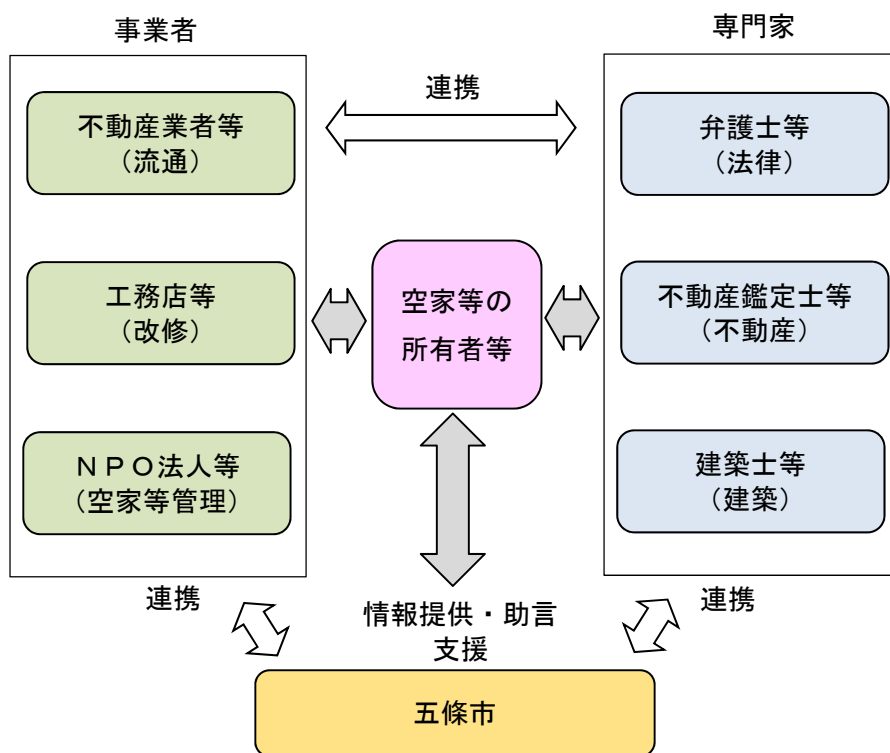 事業者
専門家
連携
不動産業者等
（流通）
弁護士等
（法律）
工務店等
（改修）
空家等の
所有者等
不動産鑑定士等
（不動産）
ＮＰＯ法人等
（空家等管理）
建築士等
（建築）
連携
連携
情報提供・助言
支援
五條市